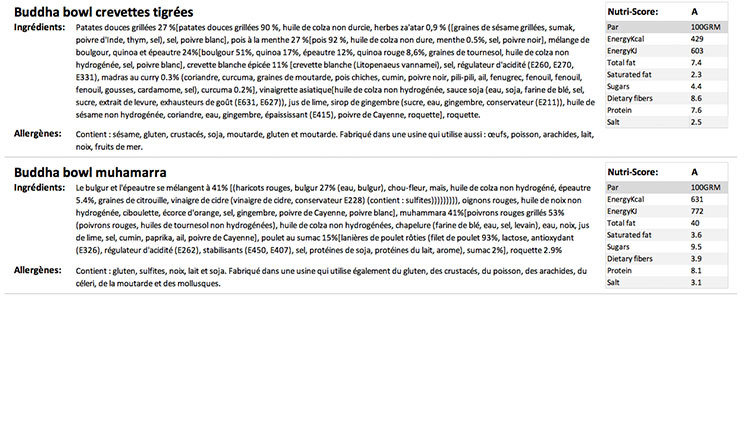 Buddha bowl crevettes tigrées
Ingrédients: Patates douces grillées 27 %[patates douces grillées 90 %, huile de colza non durcie, herbes za'atar 0,9 % ((graines de sésame grillées, sumak,
poivre d'Inde, thym, sel), sel, poivre blanc], pois à la menthe 27 %[pois 92 %, huile de colza non dure, menthe 0.5%, sel, poivre noir], mélange de
boulgour, quinoa et épeautre 24%[boulgour 51%, quinoa 17%, épeautre 12%, quinoa rouge 8,6%, graines de tournesol, huile de colza non
hydrogénée, sel, poivre blanc], crevette blanche épicée 11% [crevette blanche (Litopenaeus vannamei), sel, régulateur d'acidité (E260, E270,
E331), madras au curry 0.3% (coriandre, curcuma, graines de moutarde, pois chiches, cumin, poivre noir, pili-pili, ail, fenugrec, fenouil, fenouil,
fenouil, gousses, cardamome, sel), curcuma 0.2%], vinaigrette asiatique[huile de colza non hydrogénée, sauce soja (eau, soja, farine de blé, sel,
sucre, extrait de levure, exhausteurs de goût (E631, E627)), jus de lime, sirop de gingembre (sucre, eau, gingembre, conservateur (E211)), huile de
sésame non hydrogénée, coriandre, eau, gingembre, épaississant (E415), poivre de Cayenne, roquette], roquette.
Allergènes: Contient : sésame, gluten, crustacés, soja, moutarde, gluten et moutarde. Fabriqué dans une usine qui utilise aussi : œufs, poisson, arachides, lait,
noix, fruits de mer.
Nutri-Score: A
Par 100GRM
EnergyKcal 429
EnergyKJ 603
Total fat 7.4
Saturated fat 2.3
Sugars 4.4
Dietary fibers 8.6
Protein 7.6
Salt 2.5
Buddha bowl muhamarra
Ingrédients: Le bulgur et l'épeautre se mélangent à 41% [(haricots rouges, bulgur 27% (eau, bulgur), chou-fleur, maïs, huile de colza non hydrogéné, épeautre
5.4%, graines de citrouille, vinaigre de cidre (vinaigre de cidre, conservateur E228) (contient : sulfites))))))))), oignons rouges, huile de noix non
hydrogénée, ciboulette, écorce d'orange, sel, gingembre, poivre de Cayenne, poivre blanc], muhammara 41%[poivrons rouges grillés 53%
(poivrons rouges, huiles de tournesol non hydrogénées), huile de colza non hydrogénées, chapelure (farine de blé, eau, sel, levain), eau, noix, jus
de lime, sel, cumin, paprika, ail, poivre de Cayenne], poulet au sumac 15%[lanières de poulet rôties (filet de poulet 93%, lactose, antioxydant
(E326), régulateur d'acidité (E262), stabilisants (E450, E407), sel, protéines de soja, protéines du lait, arome), sumac 2%], roquette 2.9%
Allergènes: Contient : gluten, sulfites, noix, lait et soja. Fabriqué dans une usine qui utilise également du gluten, des crustacés, du poisson, des arachides, du
céleri, de la moutarde et des mollusques.
Nutri-Score: A
Par 100GRM
EnergyKcal 631
EnergyKJ 772
Total fat 40
Saturated fat 3.6
Sugars 9.5
Dietary fibers 3.9
Protein 8.1
Salt 3.1